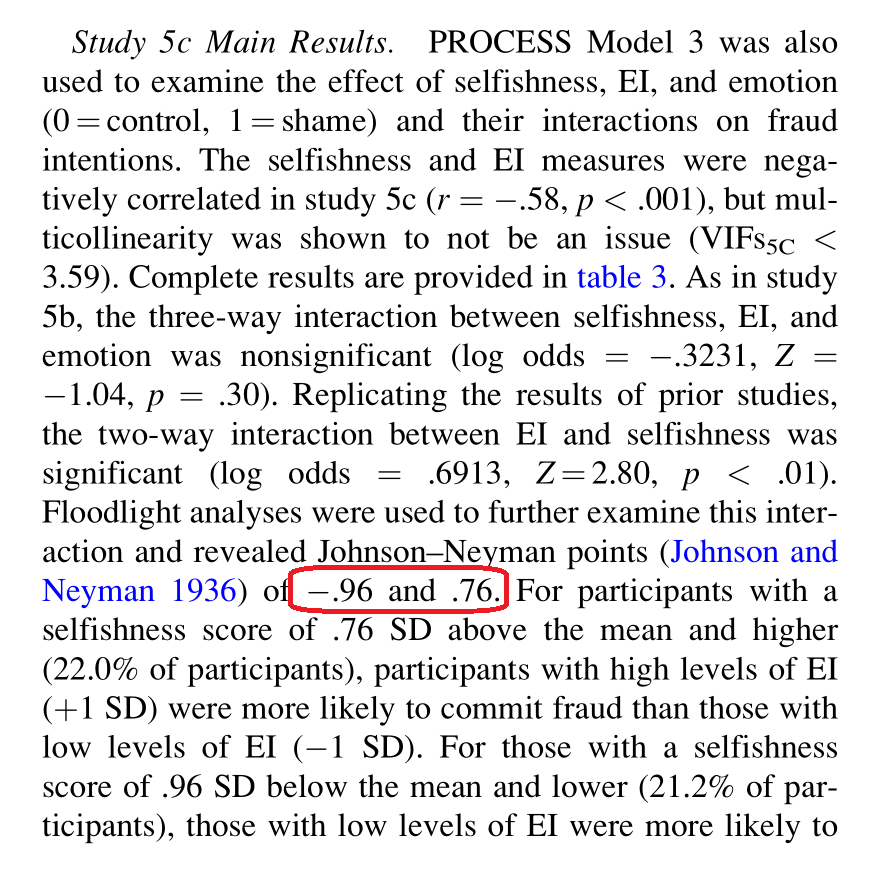 Study 5c Main Results. PROCESS Model 3 was also
used to examine the effect of selfishness, EI, and emotion
(0 = control, 1 = shame) and their interactions on fraud
intentions. The selfishness and EI measures were nega-
tively correlated in study 5c (r = −.58, p < .001), but mul-
ticollinearity was shown to not be an issue (VIFs5C <
3.59). Complete results are provided in table 3. As in study
5b, the three-way interaction between selfishness, EI, and
emotion was nonsignificant (log odds = −.3231, Z =
−1.04, p = .30). Replicating the results of prior studies,
the two-way interaction between EI and selfishness was
significant (log odds = .6913, Z = 2.80, p < .01).
Floodlight analyses were used to further examine this inter-
action and revealed Johnson–Neyman points (Johnson and
Neyman 1936) of −.96 and .76. For participants with a
selfishness score of .76 SD above the mean and higher
(22.0% of participants), participants with high levels of EI
(+1 SD) were more likely to commit fraud than those with
low levels of EI (−1 SD). For those with a selfishness
score of .96 SD below the mean and lower (21.2% of par-
ticipants), those with low levels of EI were more likely to